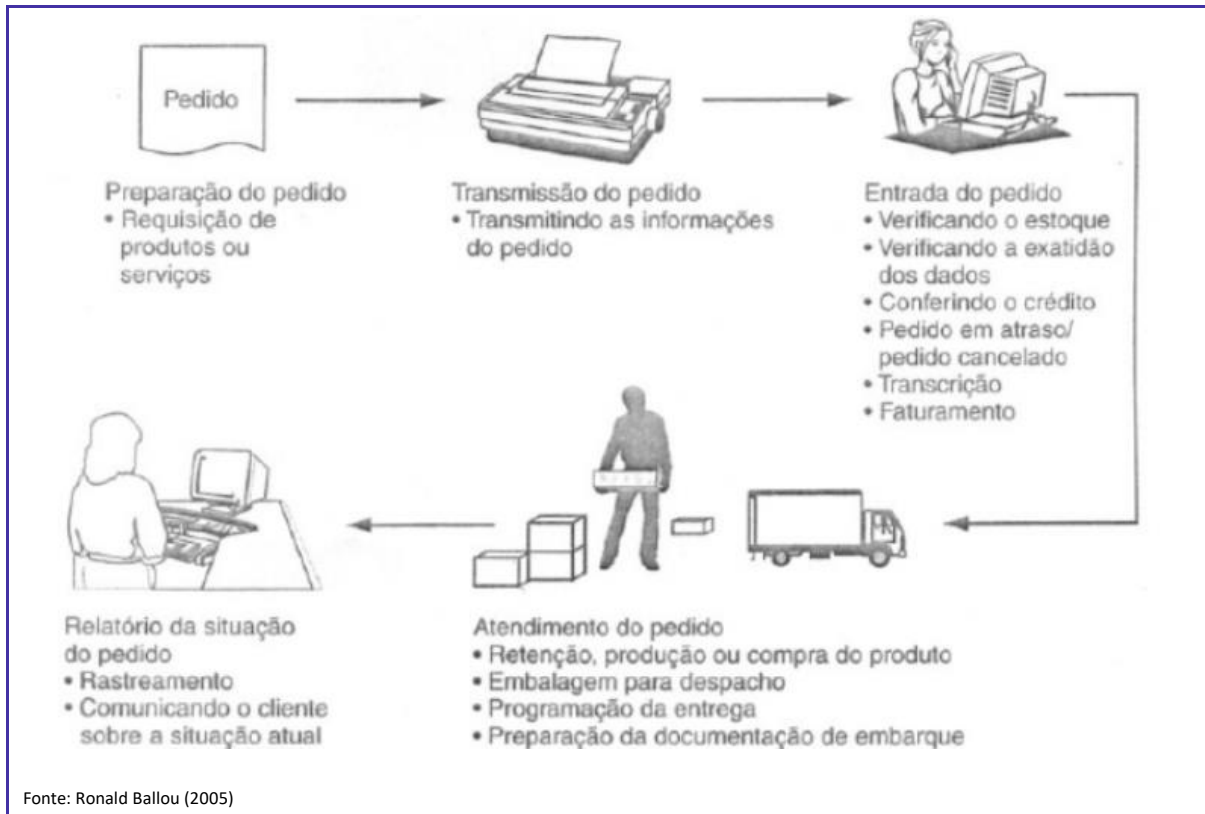 Pedido
Preparação do pedido
• Requisição de
produtos ou
serviços
Transmissão do pedido
• Transmitindo as informações
do pedido
Entrada do pedido
• Verificando o estoque
• Verificando a exatidão
dos dados
• Conferindo o crédito
• Pedido em atraso/
pedido cancelado
• Transcrição
• Faturamento
Relatório da situação
do pedido
• Rastreamento
• Comunicando o cliente
sobre a situação atual
Atendimento do pedido
• Retenção, produção ou compra do produto
• Embalagem para despacho
• Programação da entrega
• Preparação da documentação de embarque
Fonte: Ronald Ballou (2005)